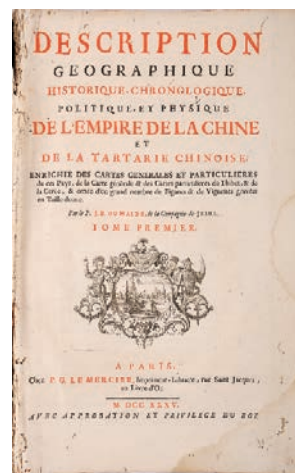 DESCRIPTION
GEOGRAPHIQUE
HISTORIQUE, CHRONOLOGIQUE,
POLITIQUE, ET PHYSIQUE
DE L'EMPIRE DE LA CHINE
ET
DE LA TARTARIE CHINOISE,
ENRICHIE DES CARTES GENERALES ET PARTICULIERES
de ces Pays, de la Carte générale & des Cartes particulieres du Thibet, & de
la Corée, & ornée d'un grand nombre de Figures & de Vignettes gravées
en Taille-douce.
Par le P. J. B. DU HALDE, de la Compagnie de JESUS.
TOME PREMIER.
A PARIS,
Chez P. G. LE MERCIER, Imprimeur-Libraire, rue Saint Jacques,
au Livre d'Or.
M. DCC. XXXV.
AVEC APPROBATION ET PRIVILEGE DU ROY